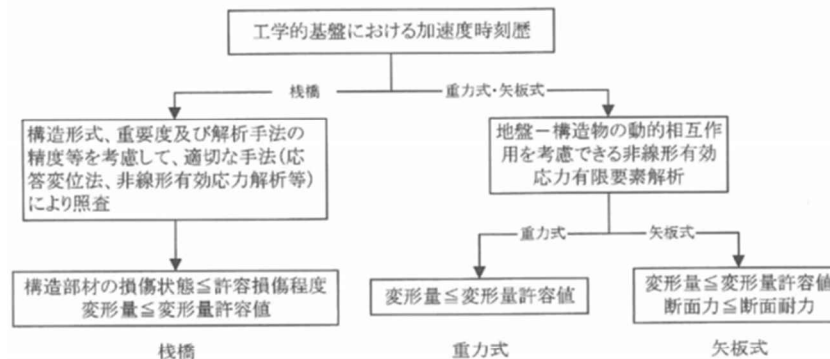 工学的基盤における加速度時刻歴
桟橋
重力式・矢板式
構造形式、重要度及び解析手法の
精度等を考慮して、適切な手法(応
答変位法、非線形有効応力解析等)
により照査
地盤－構造物の動的相互作
用を考慮できる非線形有効
応力有限要素解析
重力式
矢板式
構造部材の損傷状態≦許容損傷程度
変形量≦変形量許容値
変形量≦変形量許容値
変形量≦変形量許容値
断面力≦断面耐力
桟橋
重力式
矢板式